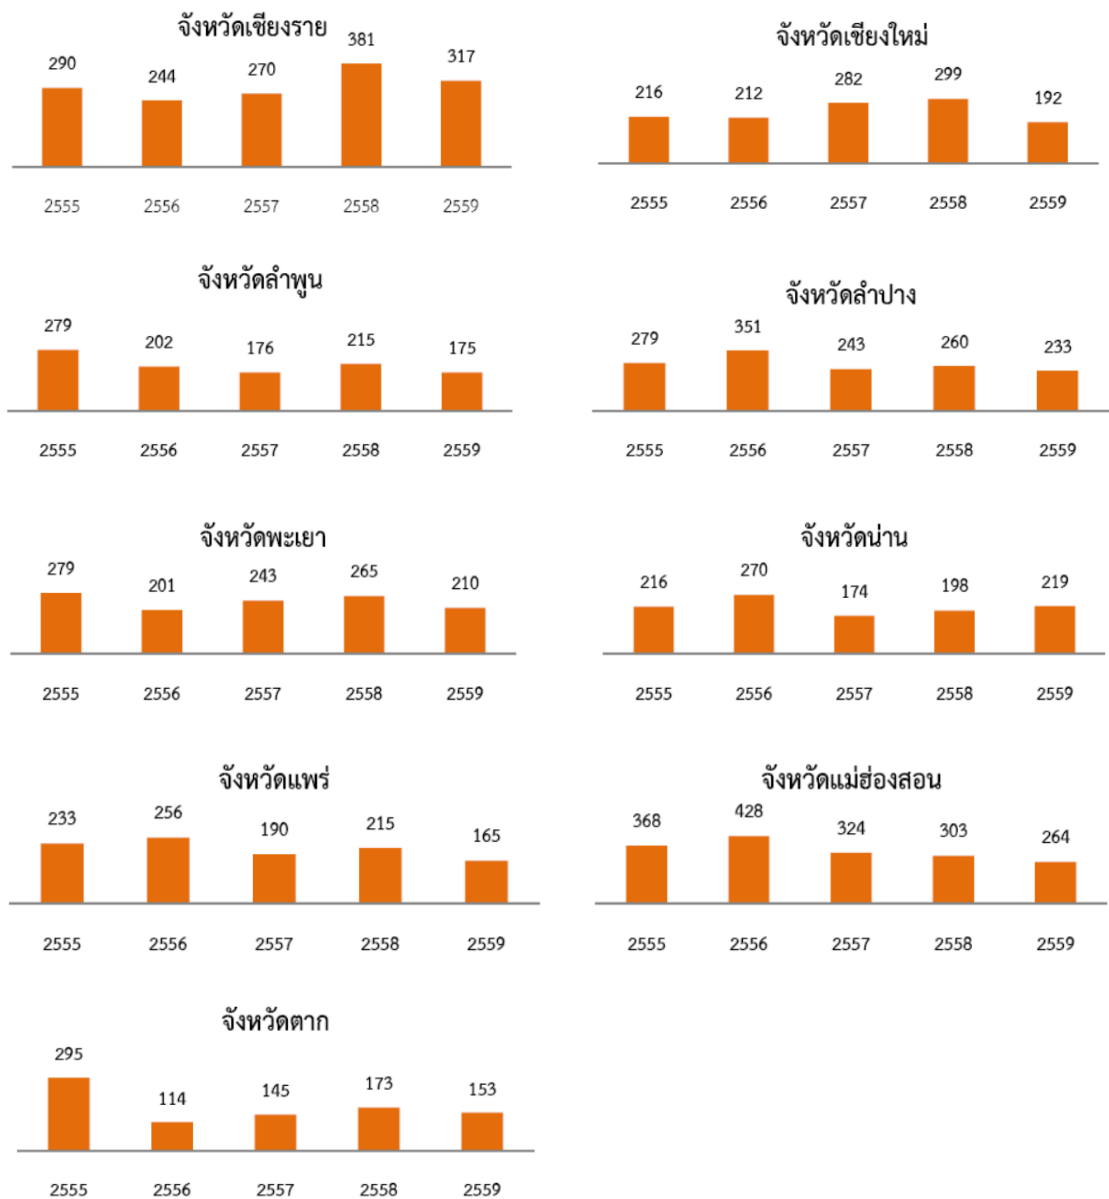 จังหวัดเชียงราย
290 244 270 381 317
2555 2556 2557 2558 2559
จังหวัดเชียงใหม่
216 212 282 299 192
2555 2556 2557 2558 2559
จังหวัดลำพูน
279 202 176 215 175
2555 2556 2557 2558 2559
จังหวัดลำปาง
279 351 243 260 233
2555 2556 2557 2558 2559
จังหวัดพะเยา
279 201 243 265 210
2555 2556 2557 2558 2559
จังหวัดน่าน
216 270 174 198 219
2555 2556 2557 2558 2559
จังหวัดแพร่
233 256 190 215 165
2555 2556 2557 2558 2559
จังหวัดแม่ฮ่องสอน
368 428 324 303 264
2555 2556 2557 2558 2559
จังหวัดตาก
295 114 145 173 153
2555 2556 2557 2558 2559